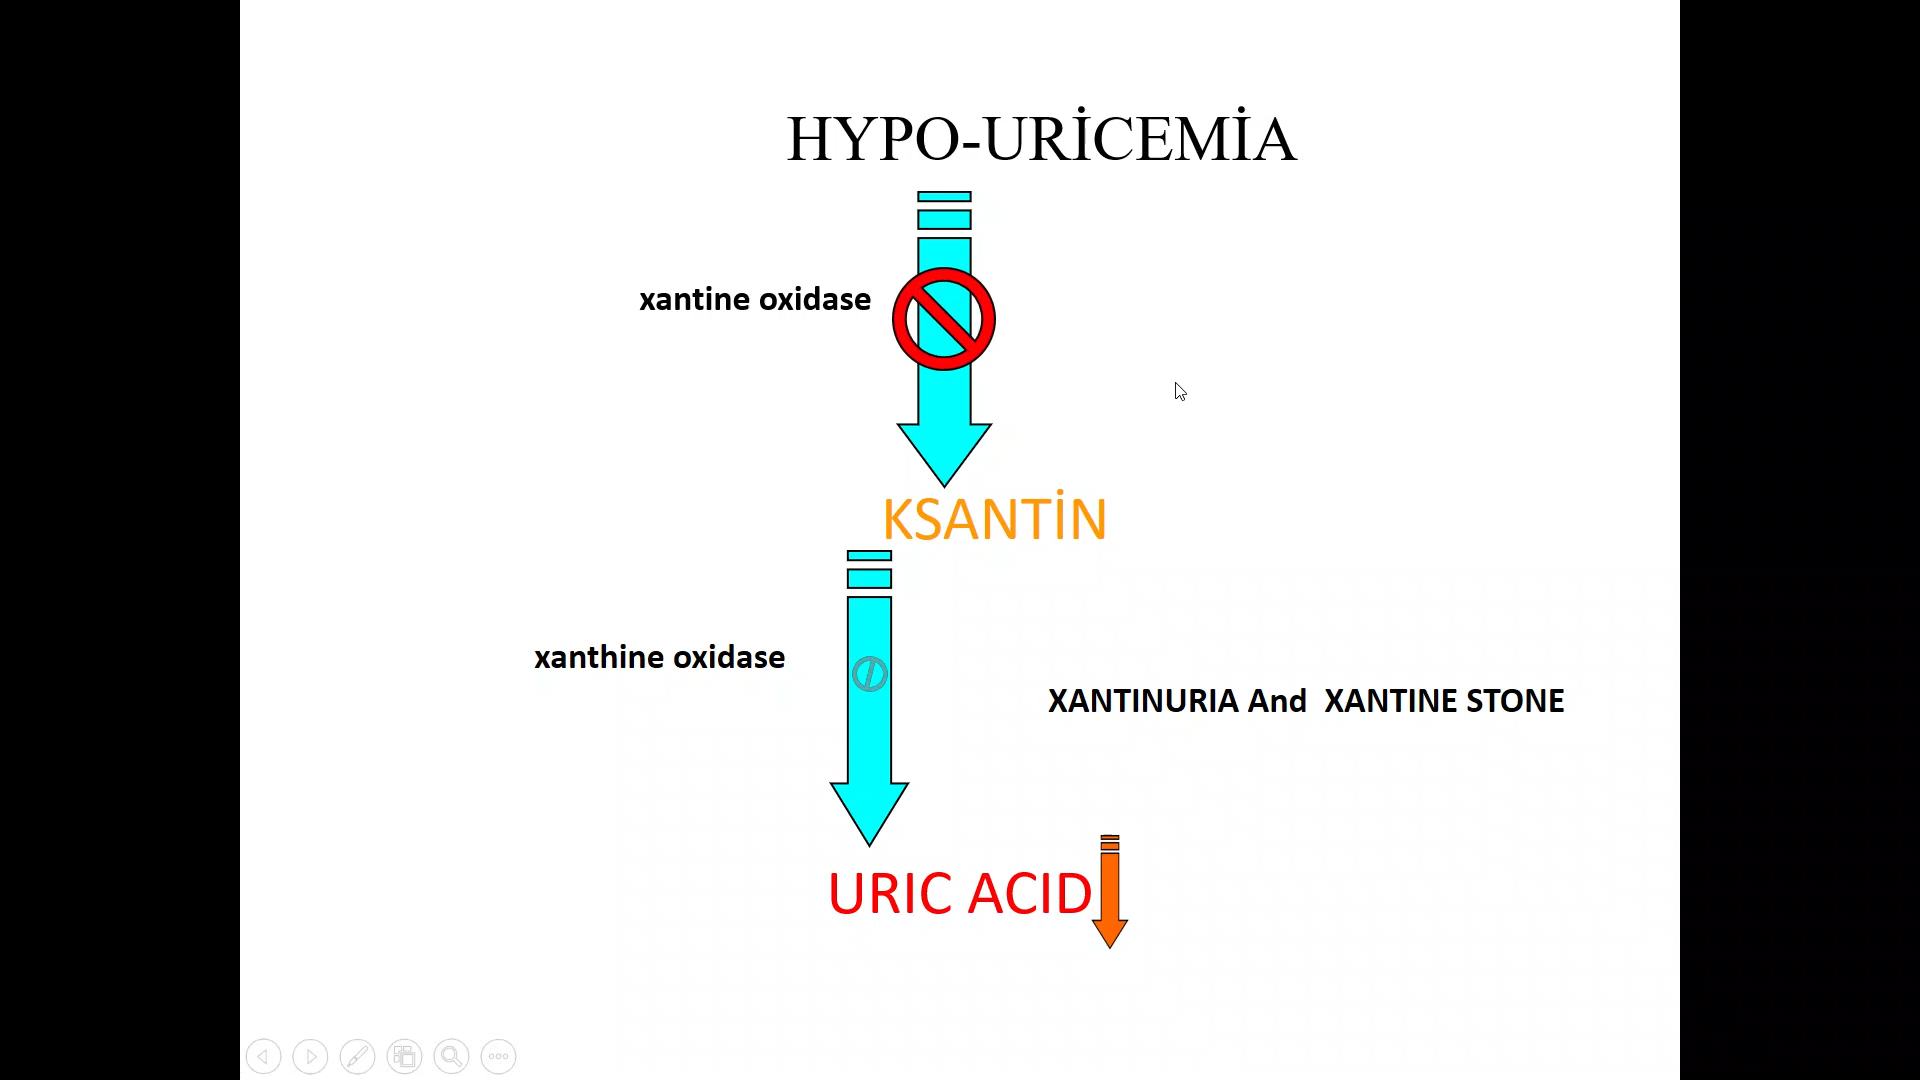 HYPO-URİCEMİA
xantine oxidase
KSANTİN
xanthine oxidase
XANTINURIA And  XANTINE STONE
URIC ACID